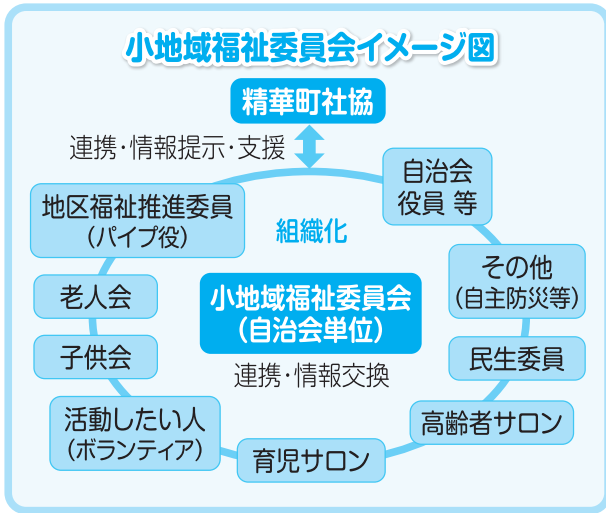 小地域福祉委員会イメージ図
精華町社協
連携・情報提示・支援
自治会
役員 等
地区福祉推進委員
（パイプ役）
組織化
その他
（自主防災等）
老人会
小地域福祉委員会
（自治会単位）
子供会
民生委員
連携・情報交換
活動したい人
（ボランティア）
高齢者サロン
育児サロン